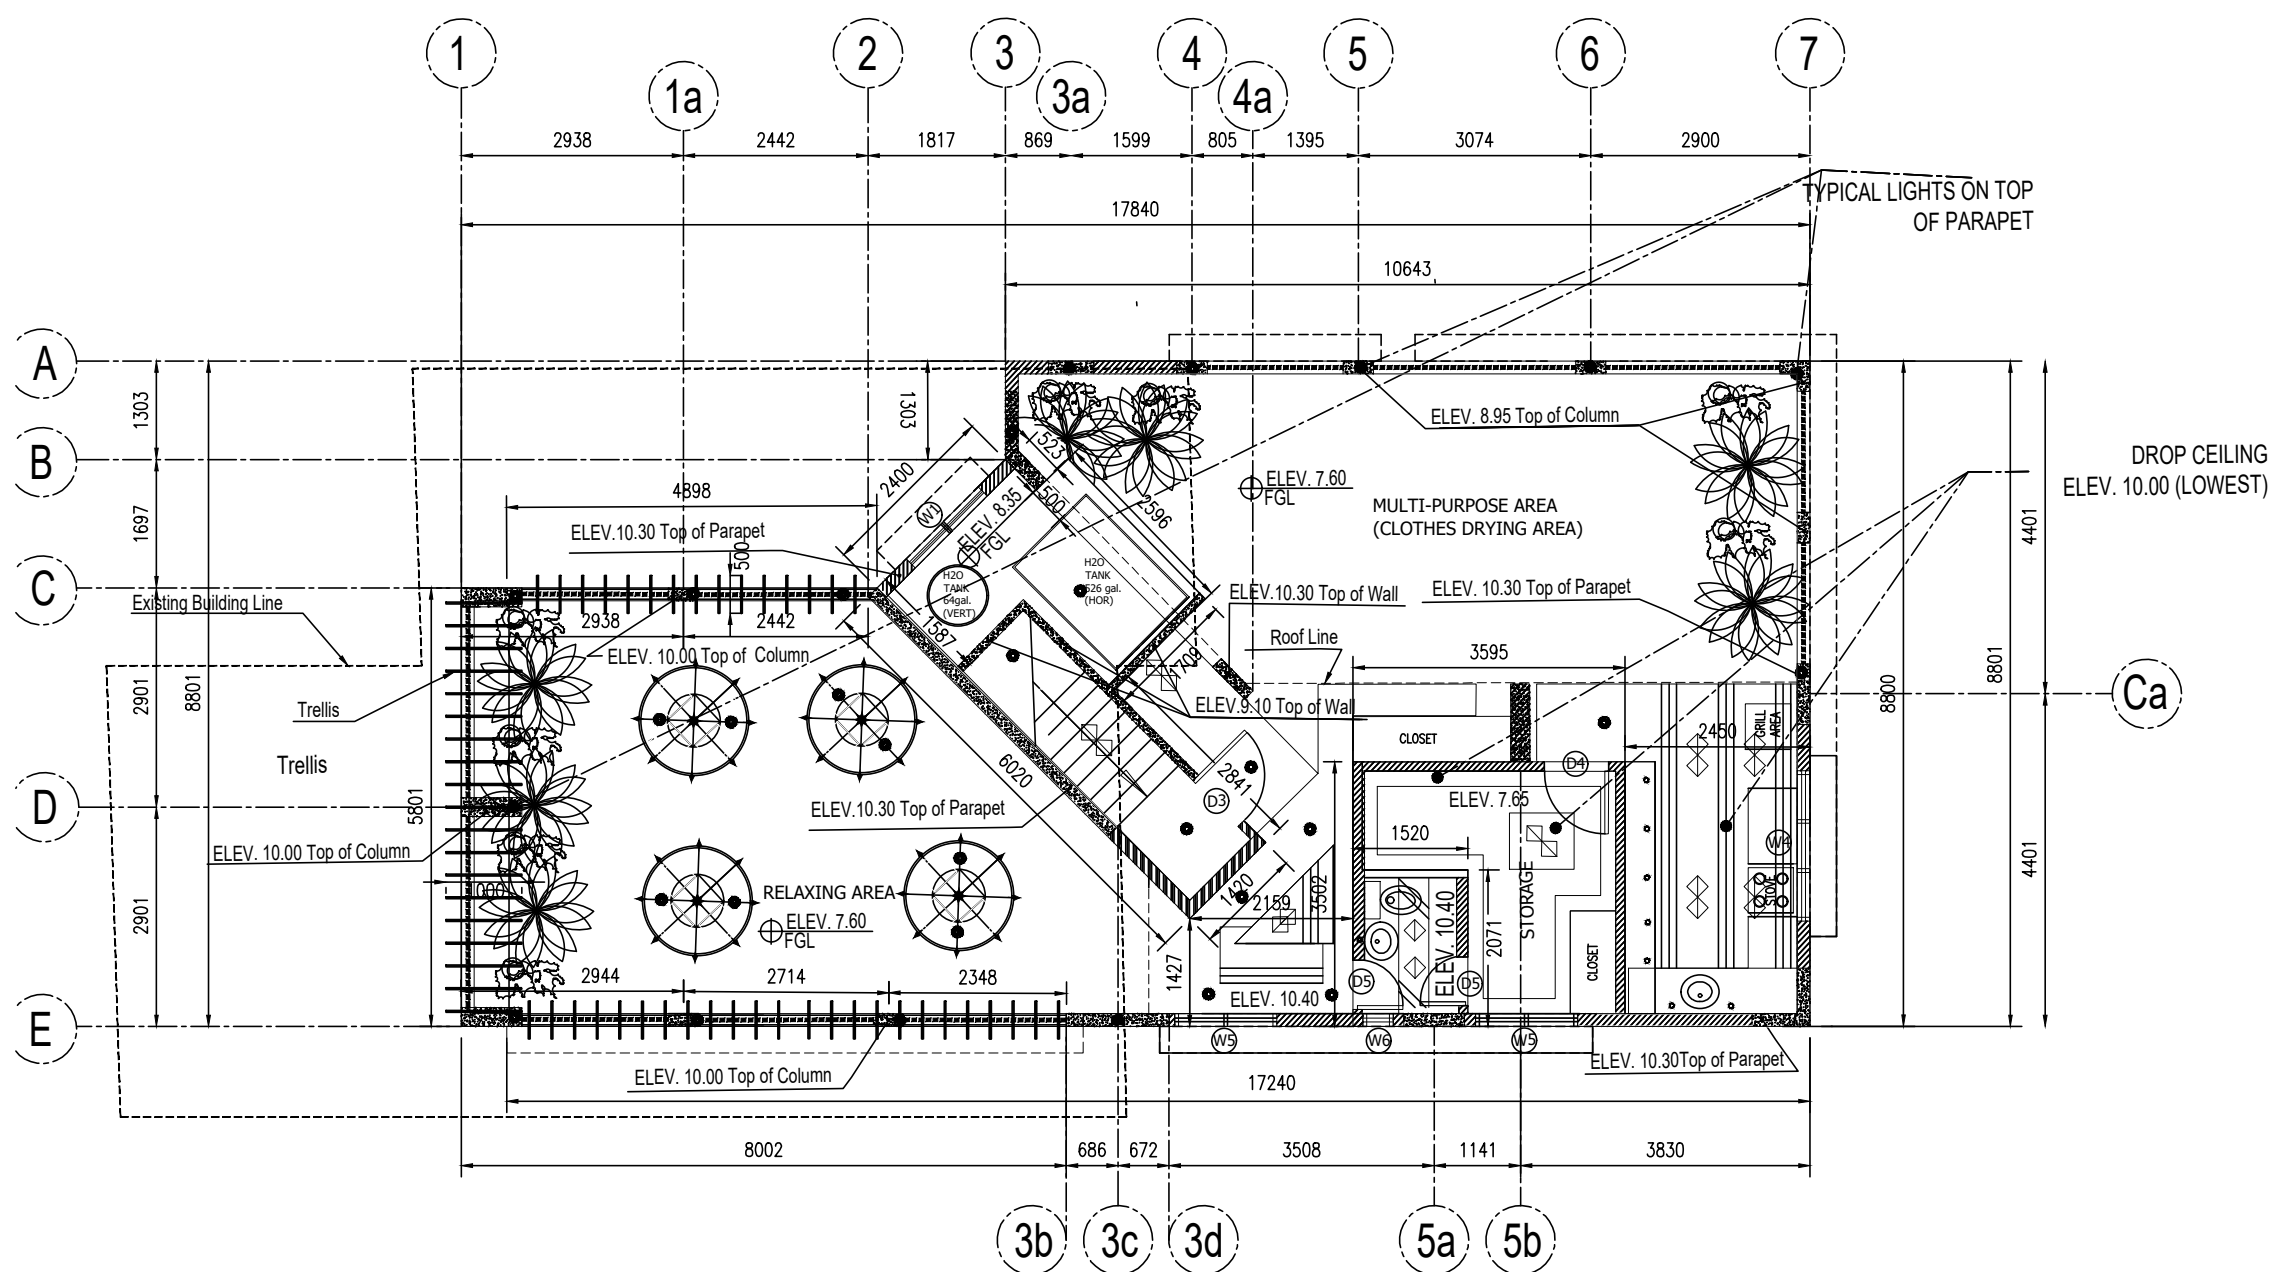 1
2
3
4
5
6
7
1a
3a
4a
2938
2442
1817
869
1599
805
1395
3074
2900
TYPICAL LIGHTS ON TOP
OF PARAPET
17840
10643
A
B
C
D
E
Ca
1303
1697
2901
2901
8801
5801
1303
ELEV. 8.95 Top of Column
DROP CEILING
ELEV. 10.00 (LOWEST)
523
2400
500
2596
4898
W1
ELEV. 8.35
FGL
ELEV. 7.60
FGL
MULTI-PURPOSE AREA
(CLOTHES DRYING AREA)
4401
ELEV.10.30 Top of Parapet
500
H2O
TANK
64gal.
(VERT)
H2O
TANK
526 gal.
(HOR)
Existing Building Line
2938
2442
1587
ELEV.10.30 Top of Wall
ELEV. 10.30 Top of Parapet
Roof Line
ELEV. 10.00 Top of Column
3595
1709
8800
8801
Trellis
ELEV.9.10 Top of Wall
Trellis
CLOSET
2450
GRILL
AREA
6020
2841
D4
D3
ELEV.10.30 Top of Parapet
ELEV. 7.65
1520
W4
ELEV. 10.00 Top of Column
4401
RELAXING AREA
ELEV. 7.60
FGL
1420
2159
3502
ELEV. 10.40
2071
STORAGE
STOVE
CLOSET
2944
2714
2348
1427
ELEV. 10.40
D5
D5
W5
W6
W5
ELEV. 10.30Top of Parapet
ELEV. 10.00 Top of Column
17240
8002
686
672
3508
1141
3830
3b
3c
3d
5a
5b